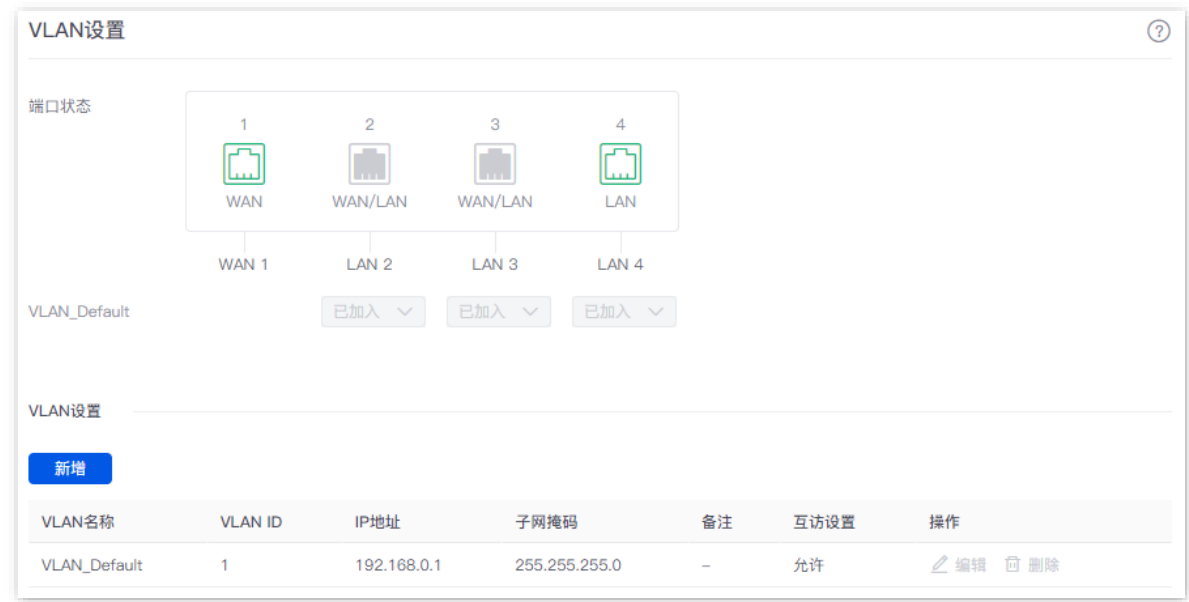 VLAN设置
?
端口状态
1 2 3 4
WAN WAN/LAN WAN/LAN LAN
WAN 1 LAN 2 LAN 3 LAN 4
VLAN_Default 已加入 已加入 已加入
VLAN设置
新增
VLAN名称 VLAN ID IP地址 子网掩码 备注 互访设置 操作
VLAN_Default 1 192.168.0.1 255.255.255.0 – 允许 编辑 删除